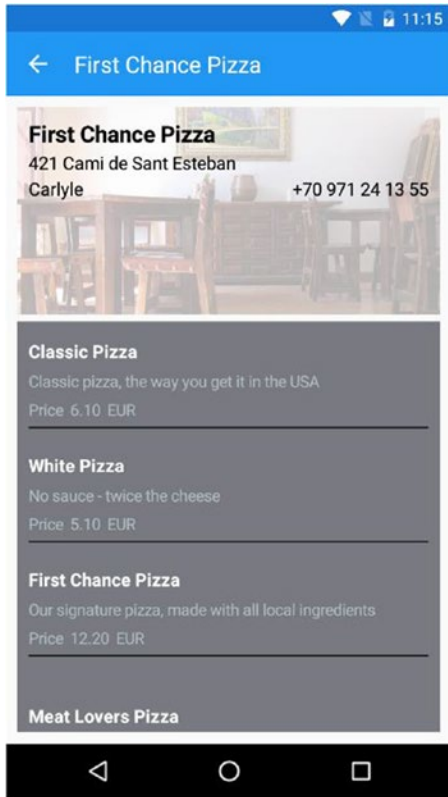 11:15
First Chance Pizza
First Chance Pizza
421 Cami de Sant Esteban
Carlyle
+70 971 24 13 55
Classic Pizza
Classic pizza, the way you get it in the USA
Price 6.10 EUR
White Pizza
No sauce - twice the cheese
Price 5.10 EUR
First Chance Pizza
Our signature pizza, made with all local ingredients
Price 12.20 EUR
Meat Lovers Pizza